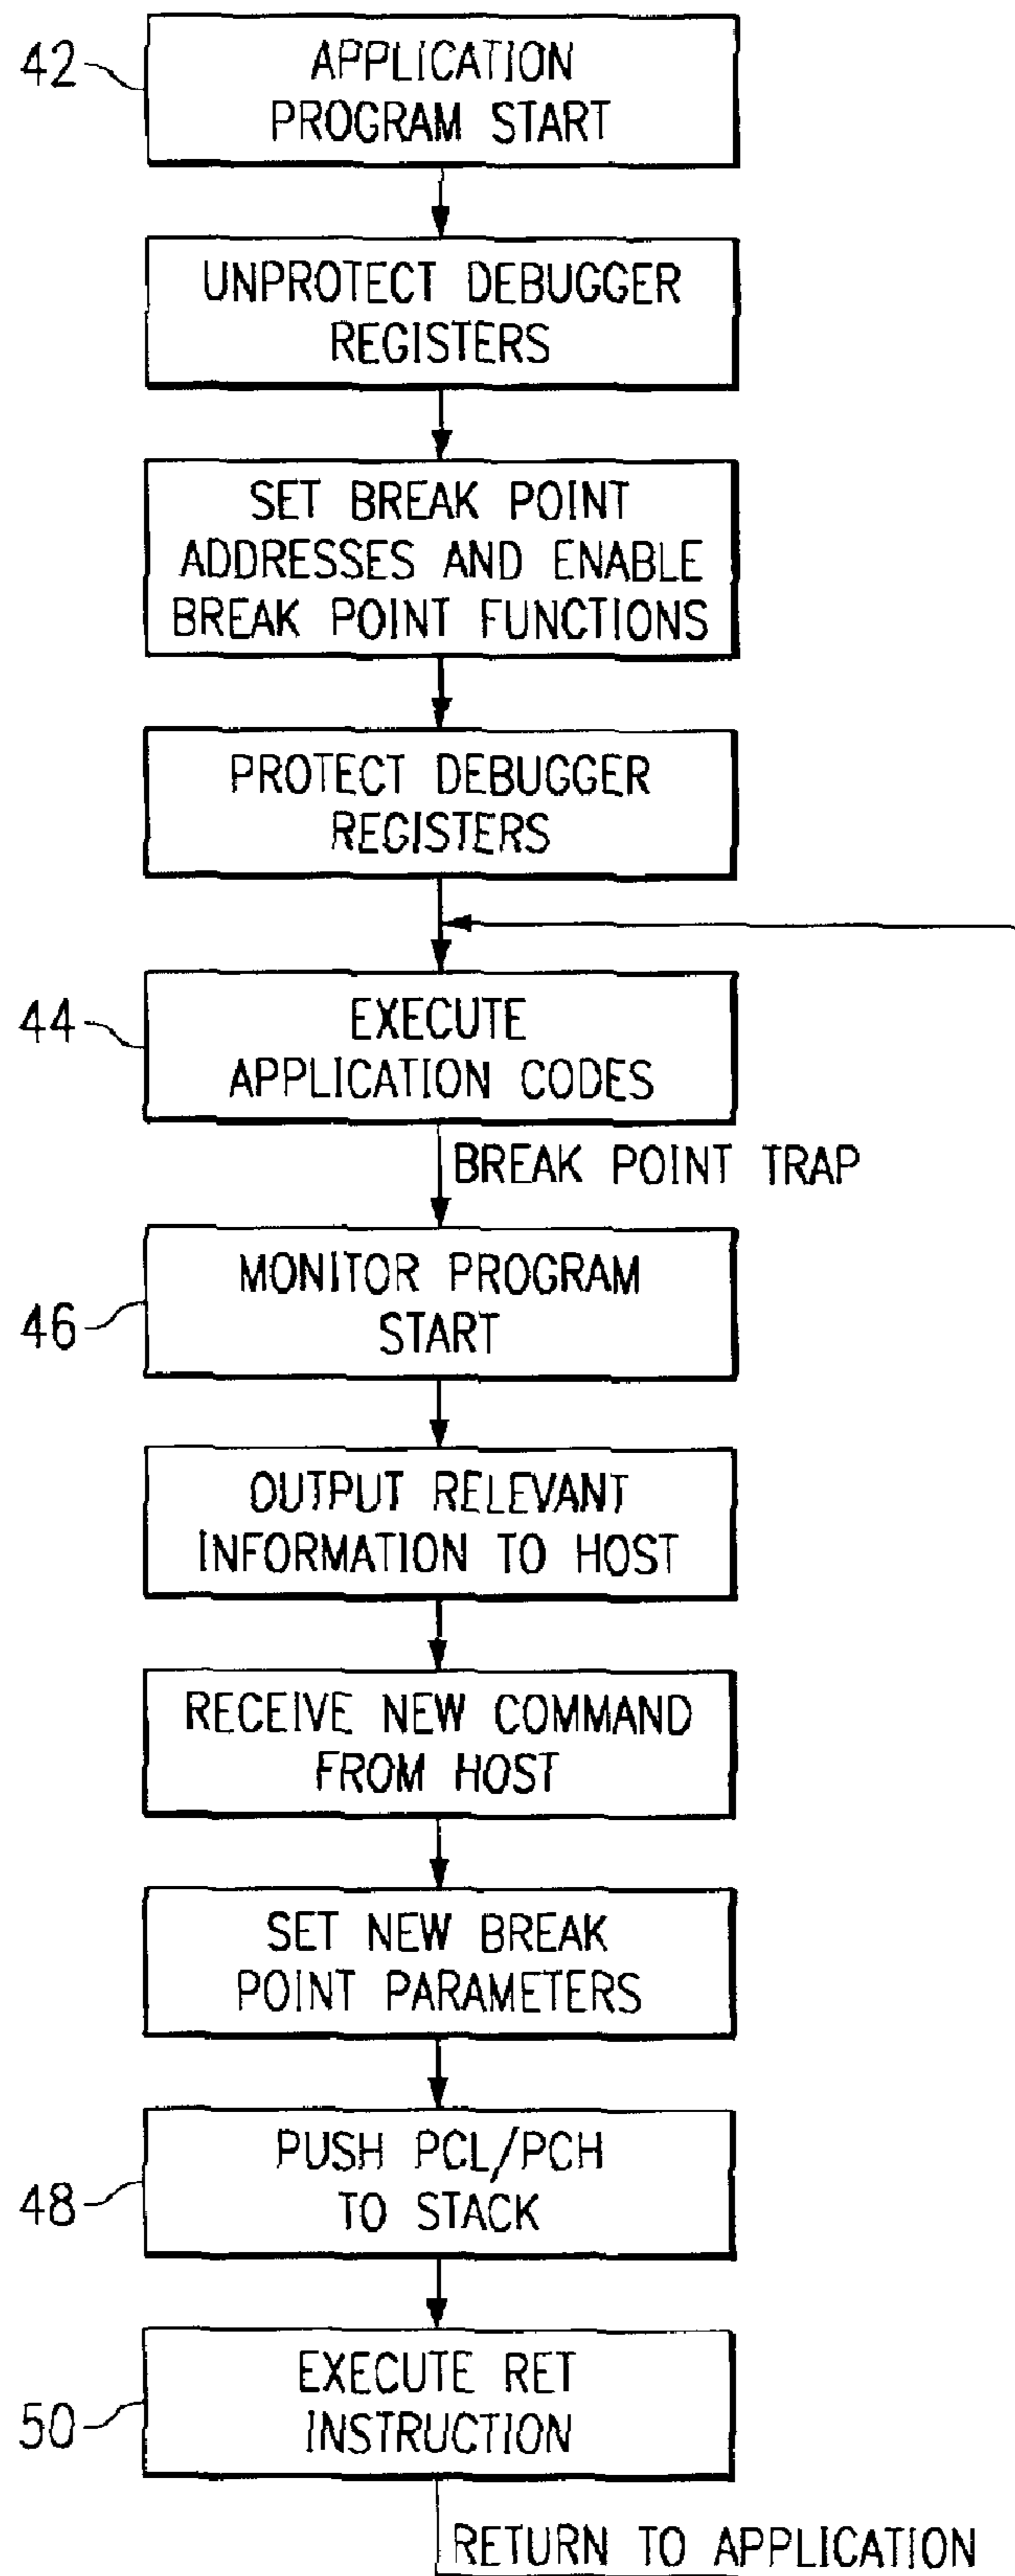 42
APPLICATION
PROGRAM START
UNPROTECT DEBUGGER
REGISTERS
SET BREAK POINT
ADDRESSES AND ENABLE
BREAK POINT FUNCTIONS
PROTECT DEBUGGER
REGISTERS
44
EXECUTE
APPLICATION CODES
BREAK POINT TRAP
46
MONITOR PROGRAM
START
OUTPUT RELEVANT
INFORMATION TO HOST
RECEIVE NEW COMMAND
FROM HOST
SET NEW BREAK
POINT PARAMETERS
48
PUSH PCL/PCH
TO STACK
50
EXECUTE RET
INSTRUCTION
RETURN TO APPLICATION